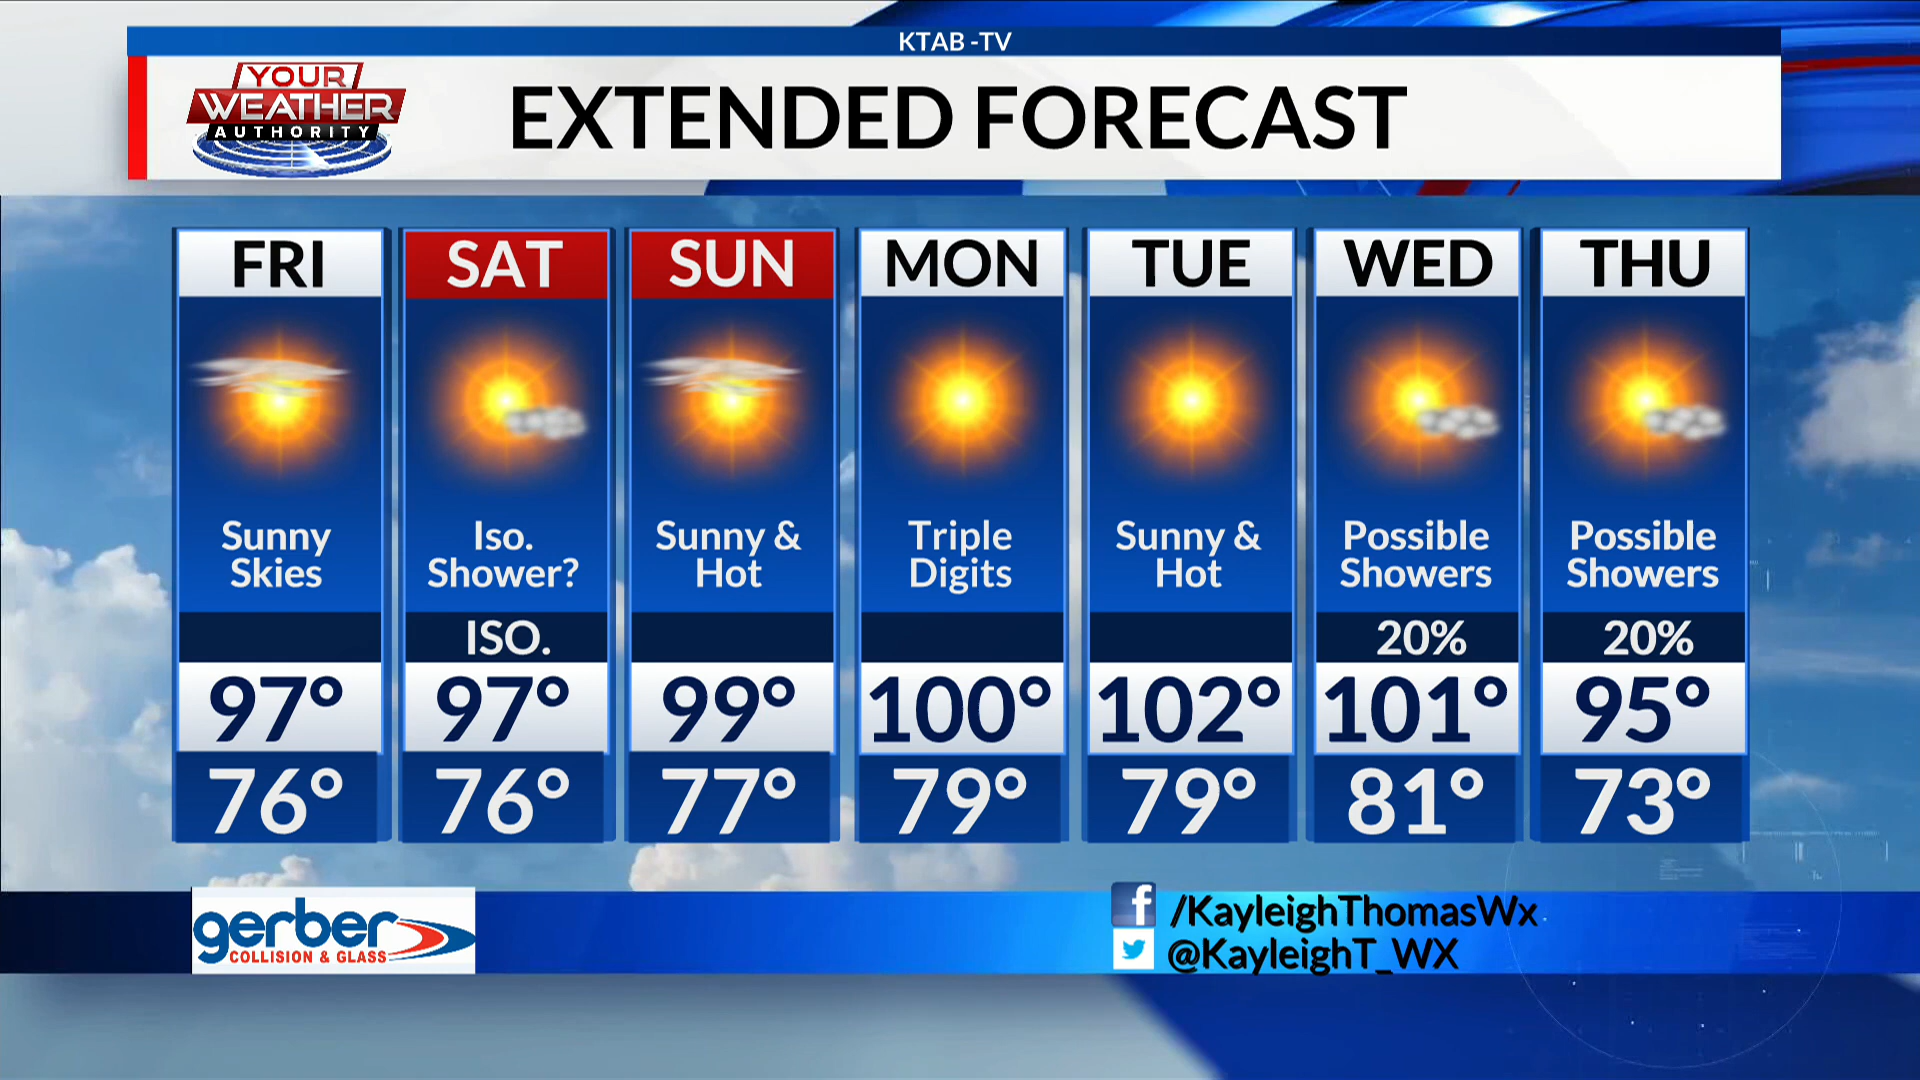 KTAB -TV
YOUR
WEATHER
AUTHORITY
EXTENDED FORECAST
FRI
SAT
SUN
MON
TUE
WED
THU
Sunny
Skies
Iso.
Shower?
Sunny &
Hot
Triple
Digits
Sunny &
Hot
Possible
Showers
Possible
Showers
ISO.
20%
20%
97°
97°
99°
100°
102°
101°
95°
76°
76°
77°
79°
79°
81°
73°
gerber
COLLISION & GLASS
f /KayleighThomasWx
@KayleighT_WX